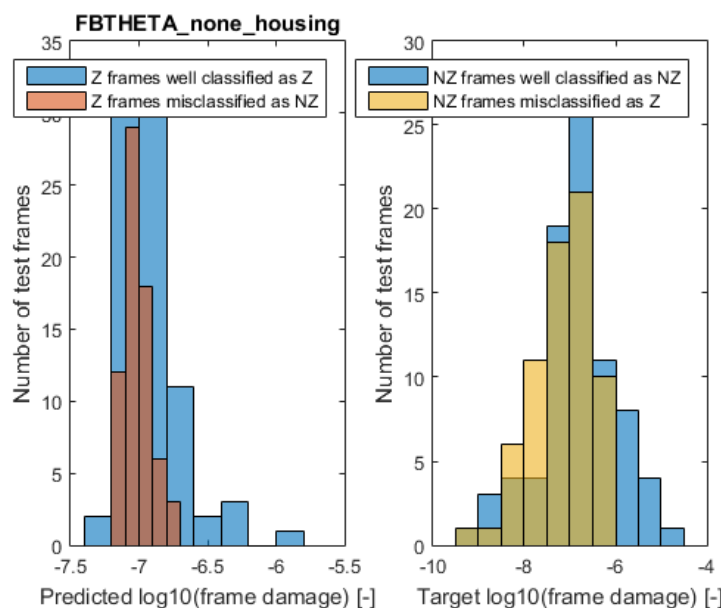 FBTHETA_none_housing
35
Z frames well classified as Z
Z frames misclassified as NZ
30
25
20
15
10
5
0
Number of test frames
-7.5
-7
-6.5
-6
-5.5
Predicted log10(frame damage) [-]
30
NZ frames well classified as NZ
NZ frames misclassified as Z
25
20
15
10
5
0
Number of test frames
-10
-8
-6
-4
Target log10(frame damage) [-]